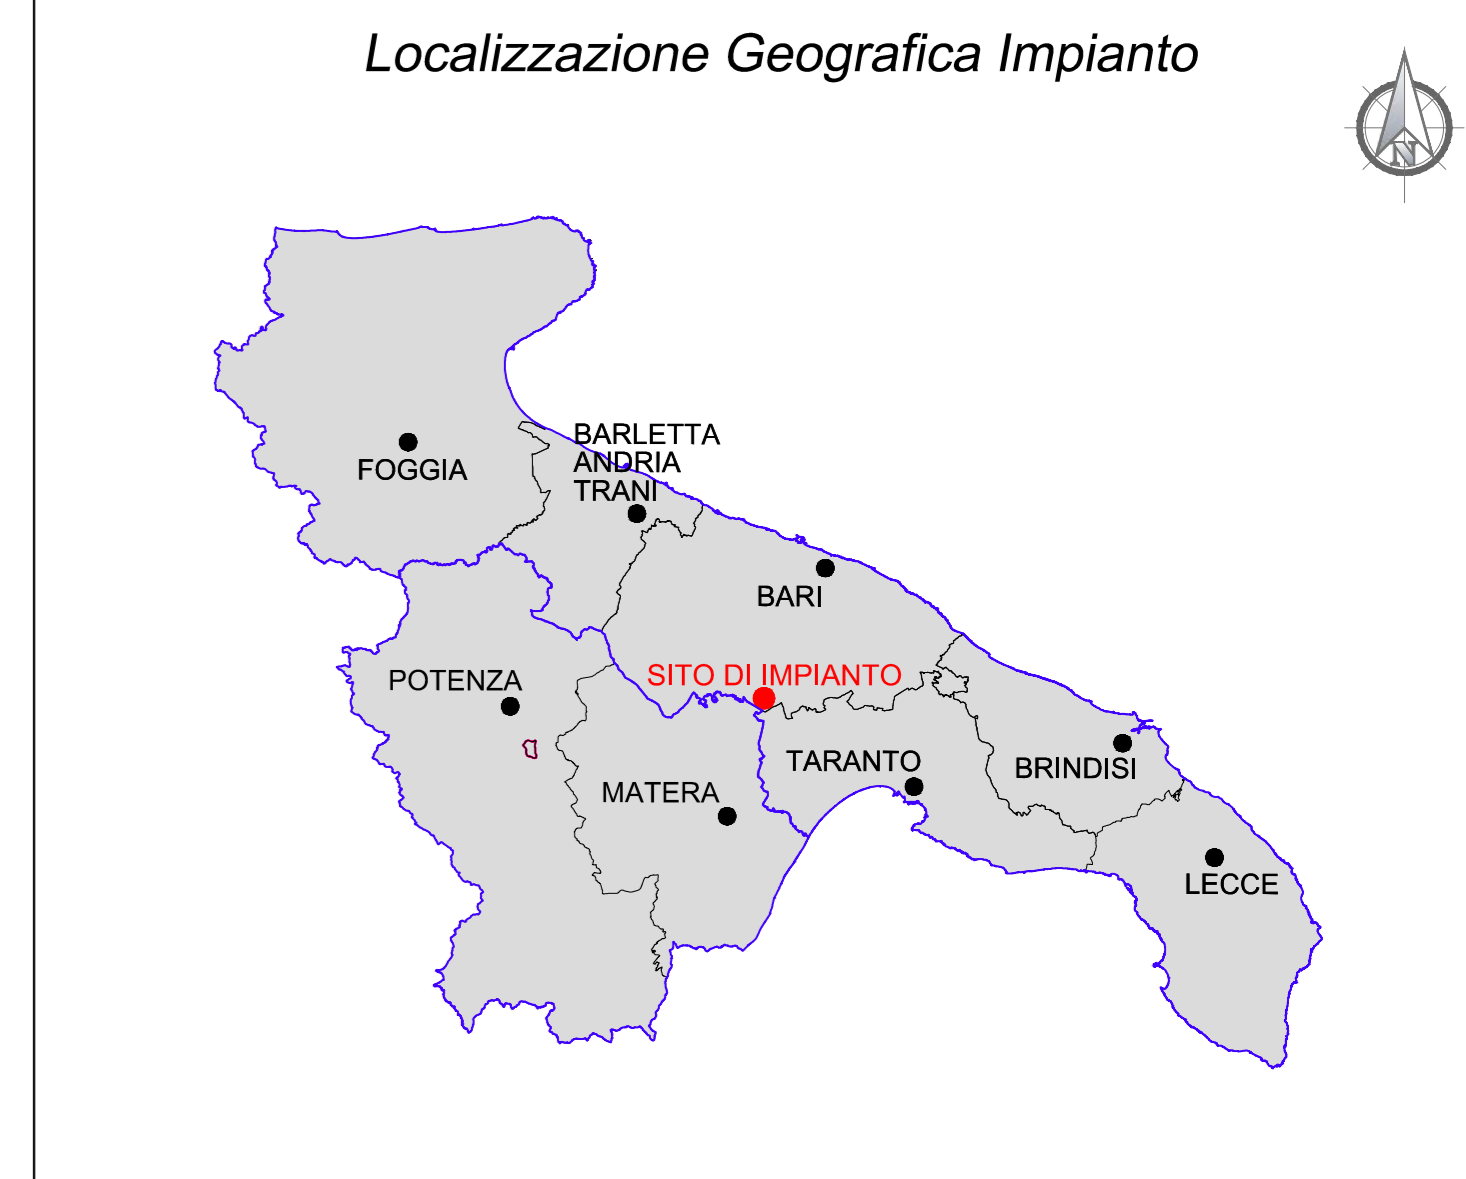 Localizzazione Geografica Impianto
N
BARLETTA
ANDRIA
TRANI
FOGGIA
BARI
SITO DI IMPIANTO
POTENZA
TARANTO
BRINDISI
MATERA
LECCE